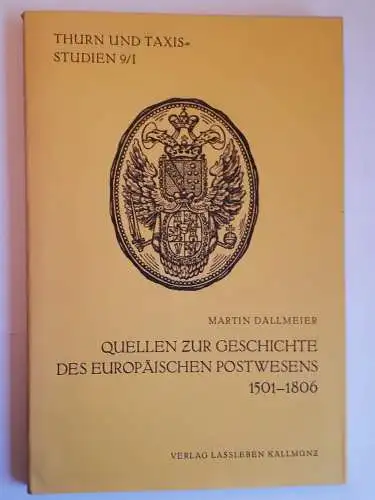 THURN UND TAXIS-
STUDIEN 9/I
MARTIN DALLMEIER
QUELLEN ZUR GESCHICHTE
DES EUROPÄISCHEN POSTWESENS
1501–1806
VERLAG LASSLEBEN KALLMÜNZ